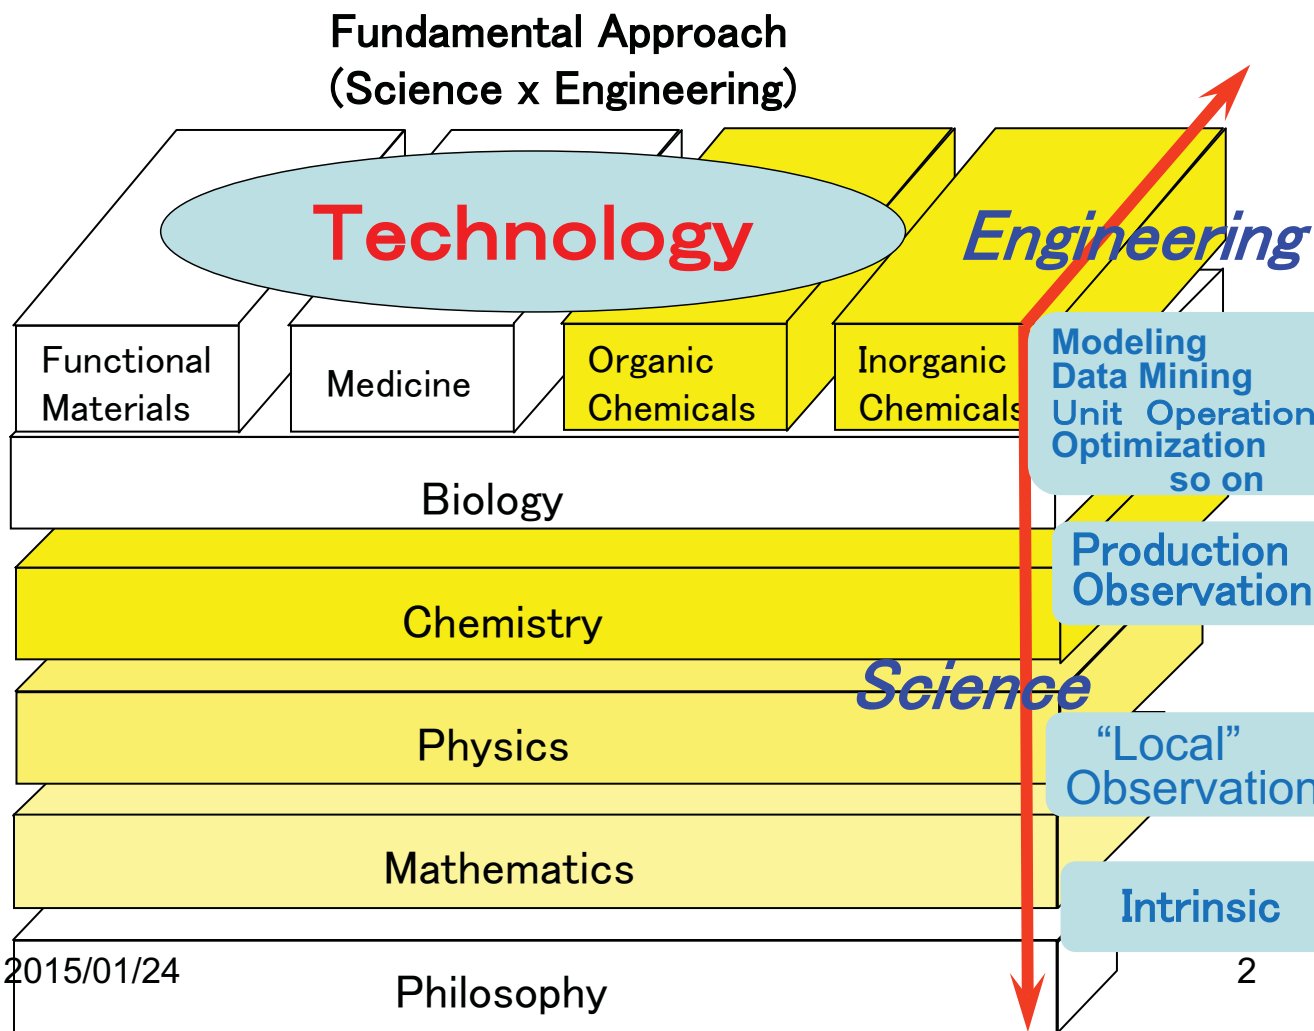 Fundamental Approach
(Science x Engineering)
Technology
Engineering
Functional
Materials
Medicine
Organic
Chemicals
Inorganic
Chemicals
Modeling
Data Mining
Unit Operation
Optimization
so on
Biology
Production
Observation
Chemistry
Science
Physics
“Local”
Observation
Mathematics
Intrinsic
2015/01/24
Philosophy
2